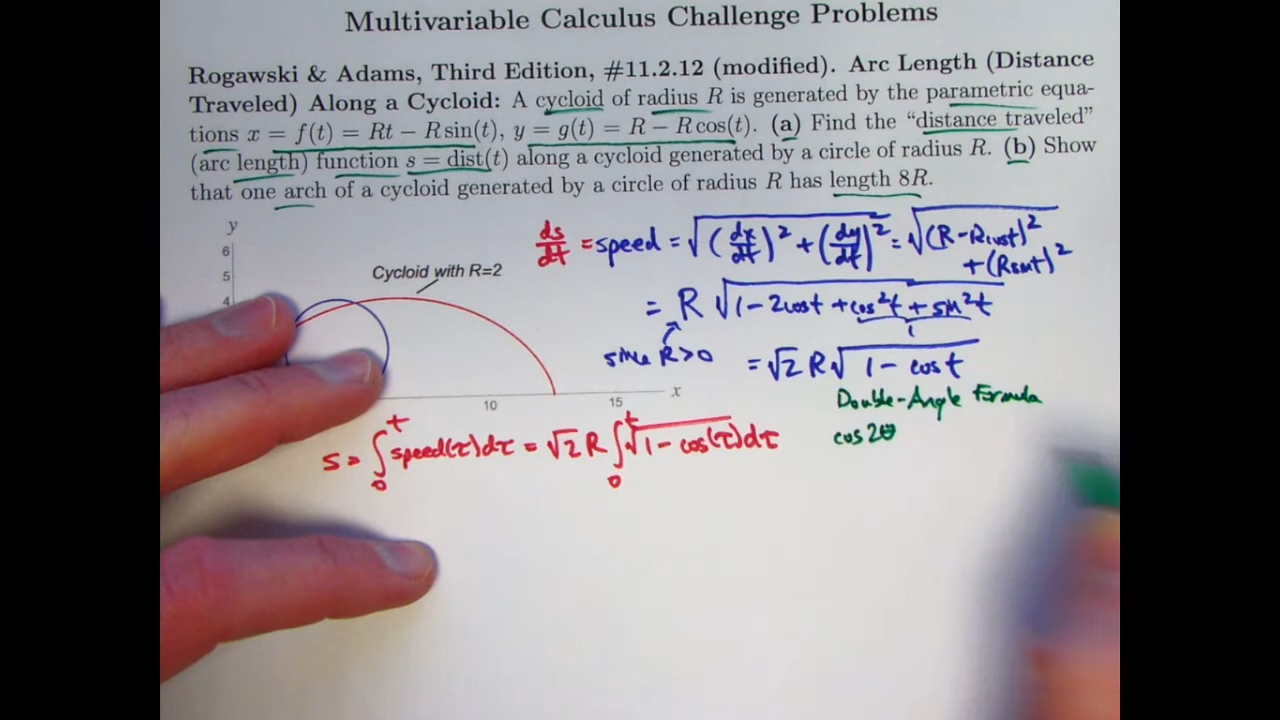 Multivariable Calculus Challenge Problems
Rogawski & Adams, Third Edition, #11.2.12 (modified). Arc Length (Distance
Traveled) Along a Cycloid: A cycloid of radius R is generated by the parametric equa-
tions x = f(t) = Rt − R sin(t), y = g(t) = R − R cos(t). (a) Find the “distance traveled”
(arc length) function s = dist(t) along a cycloid generated by a circle of radius R. (b) Show
that one arch of a cycloid generated by a circle of radius R has length 8R.
y
6
5
4
Cycloid with R=2
10
15
x
ds/dt = speed = √((dx/dt)² + (dy/dt)²) = √((R − R cos t)² + (R sin t)²)
= R √(1 − 2 cos t + cos² t + sin² t)
1
since R > 0
= √2 R √(1 − cos t)
Double-Angle Formula
cos 2θ
s = ∫₀ᵗ speed(τ) dτ = √2 R ∫₀ᵗ √(1 − cos(τ)) dτ